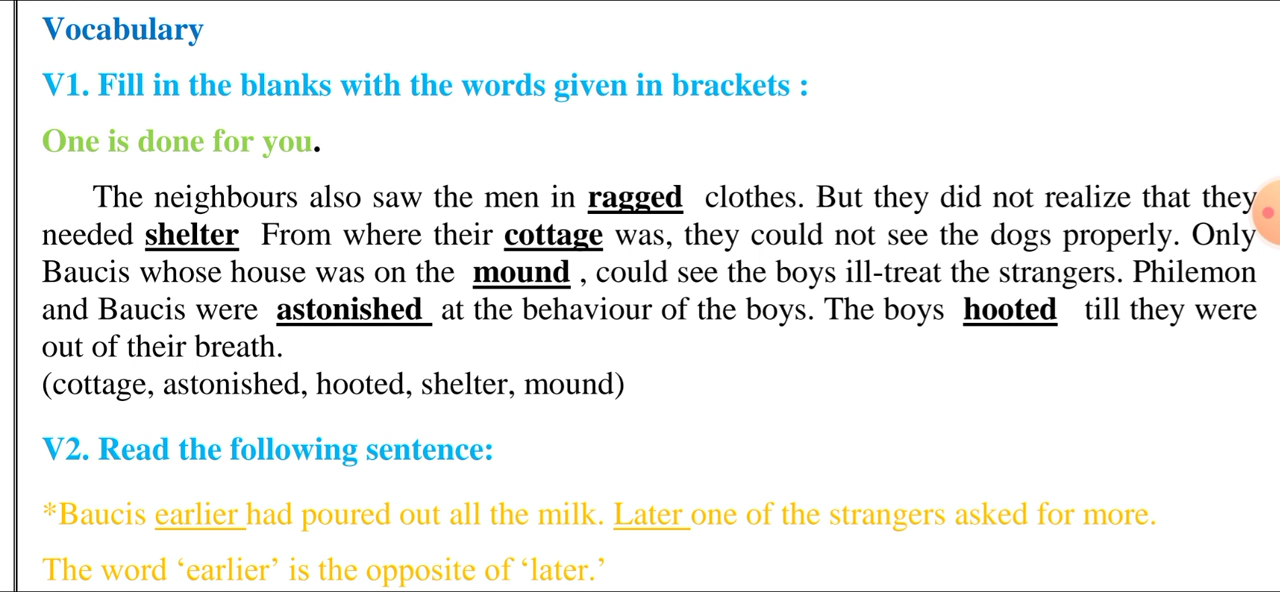 Vocabulary
V1. Fill in the blanks with the words given in brackets :
One is done for you.
The neighbours also saw the men in ragged clothes. But they did not realize that they
needed shelter From where their cottage was, they could not see the dogs properly. Only
Baucis whose house was on the mound , could see the boys ill-treat the strangers. Philemon
and Baucis were astonished at the behaviour of the boys. The boys hooted till they were
out of their breath.
(cottage, astonished, hooted, shelter, mound)
V2. Read the following sentence:
*Baucis earlier had poured out all the milk. Later one of the strangers asked for more.
The word ‘earlier’ is the opposite of ‘later.’